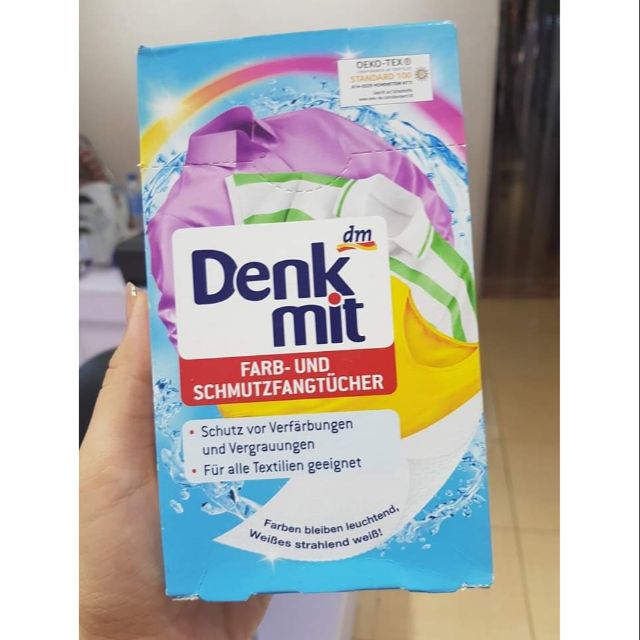 OEKO-TEX®
STANDARD 100
dm
Denk
mit
FARB- UND
SCHMUTZFANGTÜCHER
• Schutz vor Verfärbungen
und Vergrauungen
• Für alle Textilien geeignet
Farben bleiben leuchtend,
Weißes strahlend weiß!